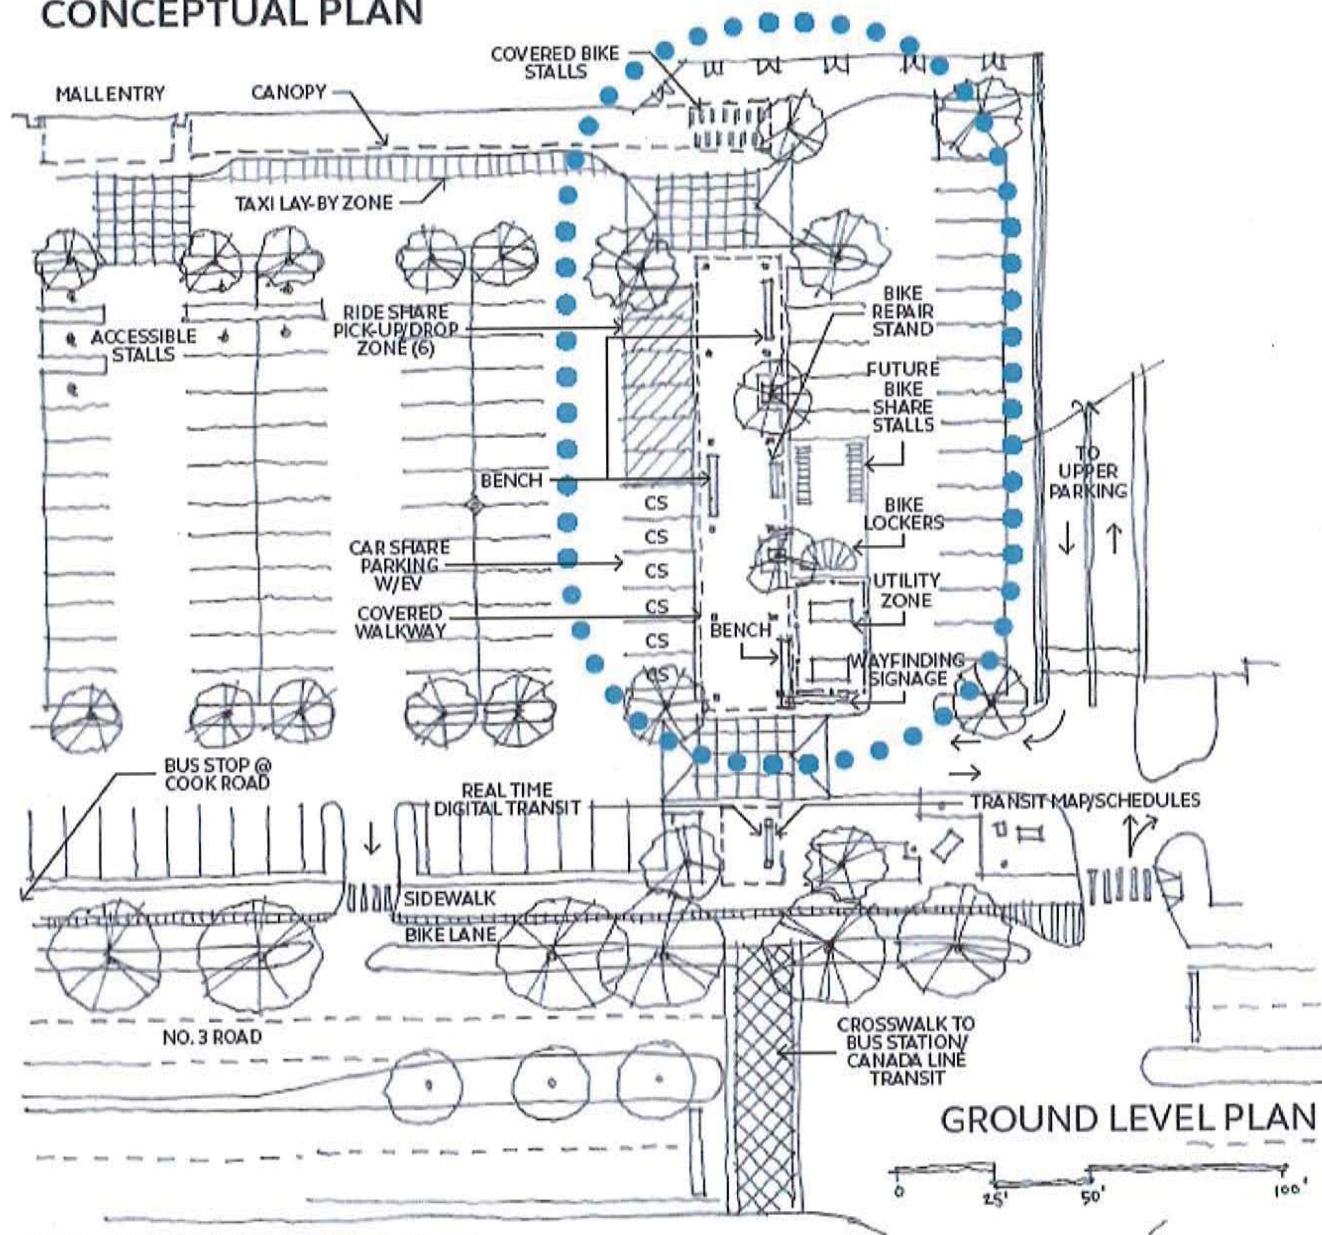 CONCEPTUAL PLAN
COVERED BIKE
STALLS
MALL ENTRY
CANOPY
TAXI LAY-BY ZONE
RIDE SHARE
PICK-UP/DROP
ZONE (6)
ACCESSIBLE
STALLS
BIKE
REPAIR
STAND
FUTURE
BIKE
SHARE
STALLS
BENCH
TO
UPPER
PARKING
CS
CS
CS
CS
CS
CS
BIKE
LOCKERS
CAR SHARE
PARKING
W/EV
UTILITY
ZONE
COVERED
WALKWAY
BENCH
WAYFINDING
SIGNAGE
BUS STOP @
COOK ROAD
REAL TIME
DIGITAL TRANSIT
TRANSIT MAP/SCHEDULES
SIDEWALK
BIKE LANE
NO. 3 ROAD
CROSSWALK TO
BUS STATION/
CANADA LINE
TRANSIT
GROUND LEVEL PLAN
0 25' 50' 100'